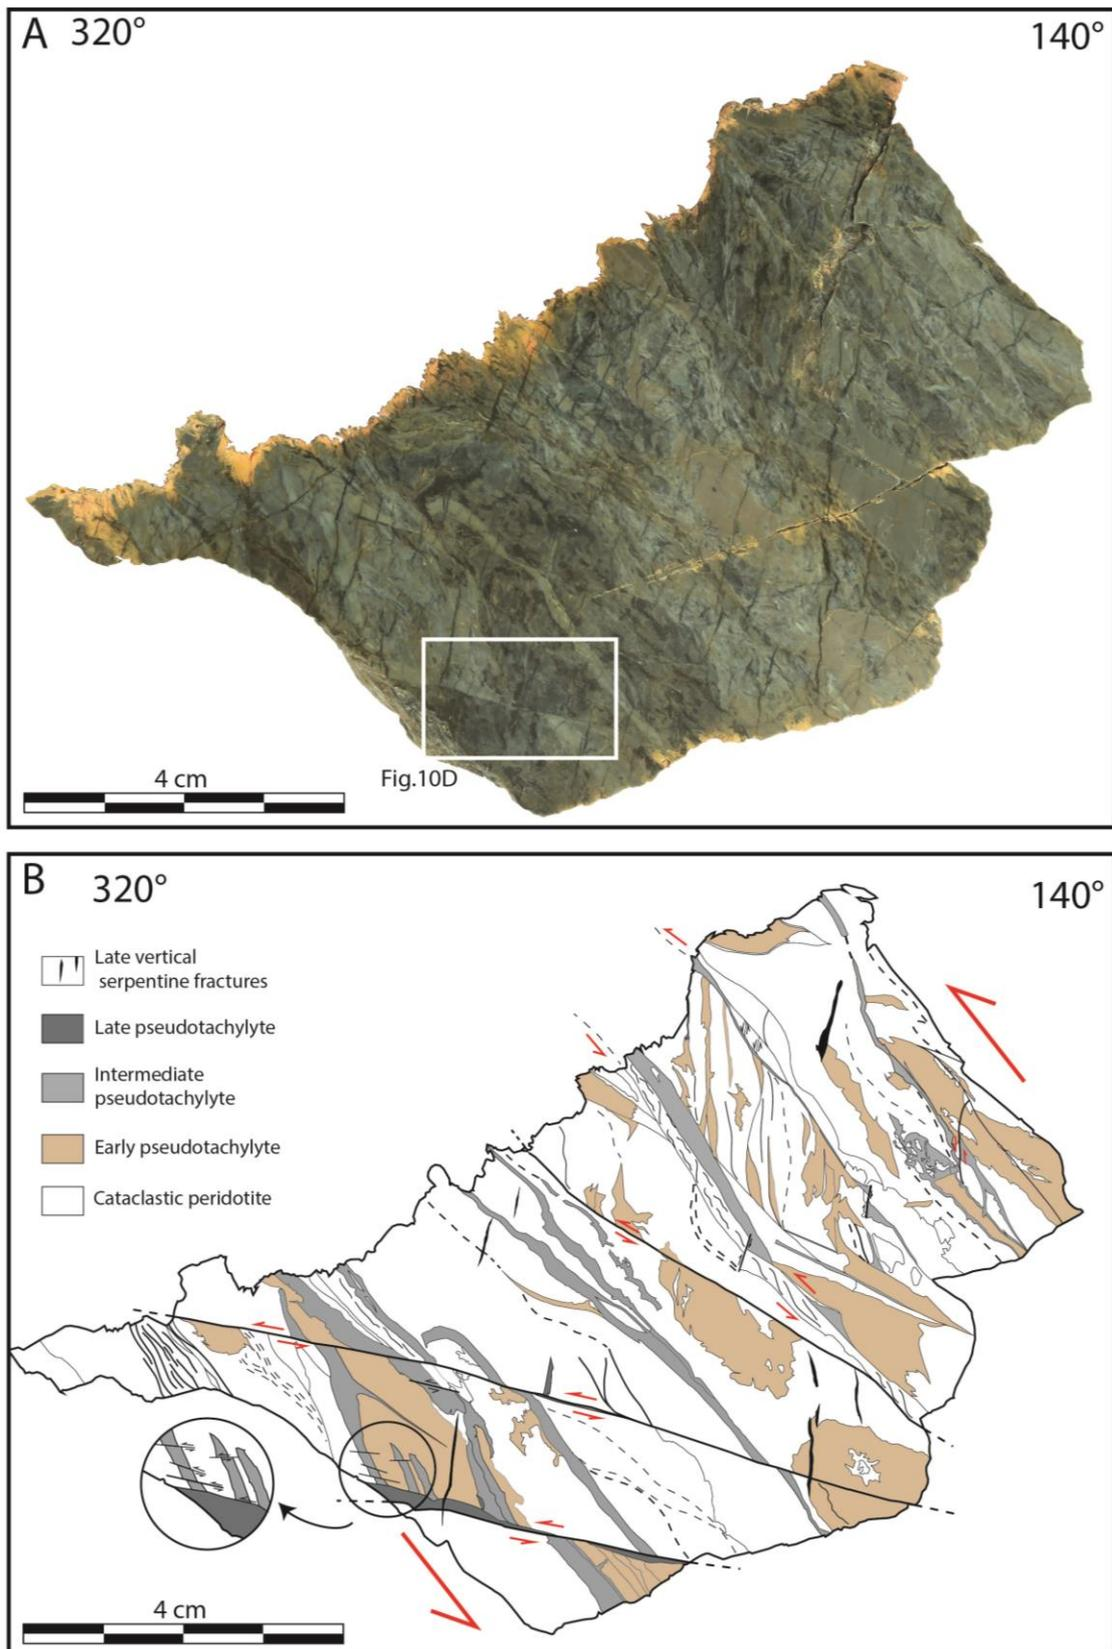 A 320° 140°
4 cm
Fig.10D
B 320° 140°
Late vertical
serpentine fractures
Late pseudotachylyte
Intermediate
pseudotachylyte
Early pseudotachylyte
Cataclastic peridotite
4 cm